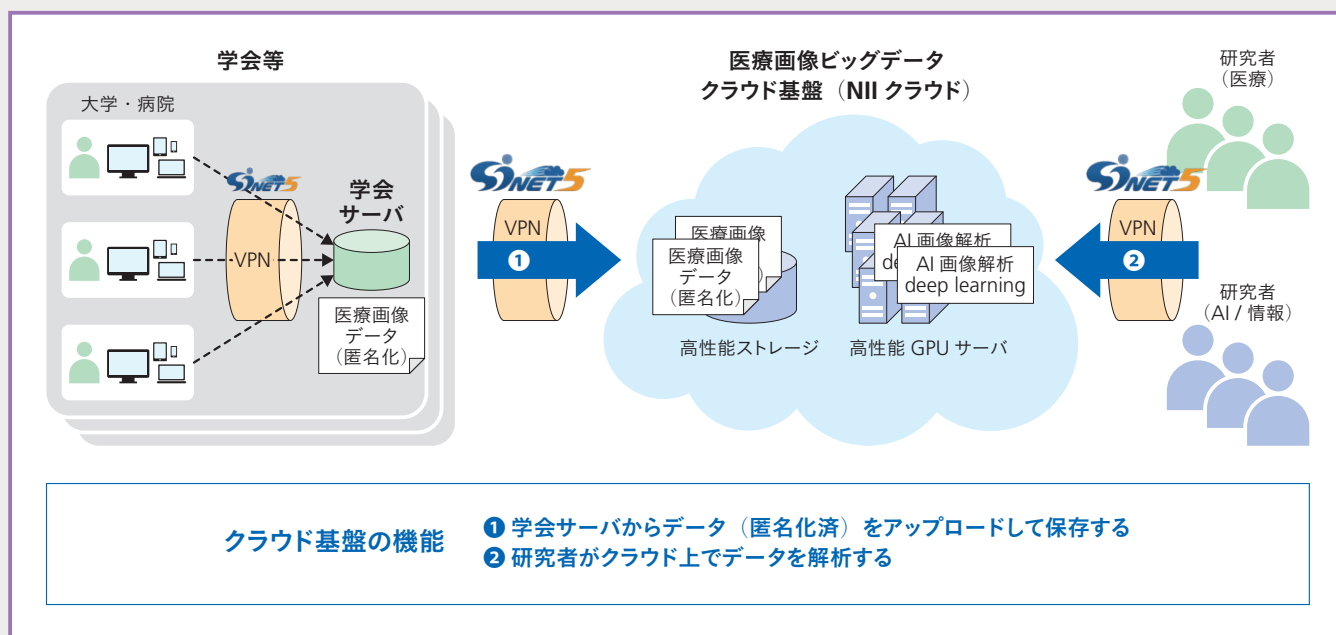 学会等
大学・病院
SINET5
VPN
学会
サーバ
医療画像
データ
（匿名化）
SINET5
VPN
❶
医療画像ビッグデータ
クラウド基盤（NII クラウド）
医療画像
医療画像
データ
（匿名化）
高性能ストレージ
AI 画像解析
de
AI 画像解析
deep learning
高性能 GPU サーバ
SINET5
VPN
❷
研究者
（医療）
研究者
（AI / 情報）
クラウド基盤の機能
❶ 学会サーバからデータ（匿名化済）をアップロードして保存する
❷ 研究者がクラウド上でデータを解析する